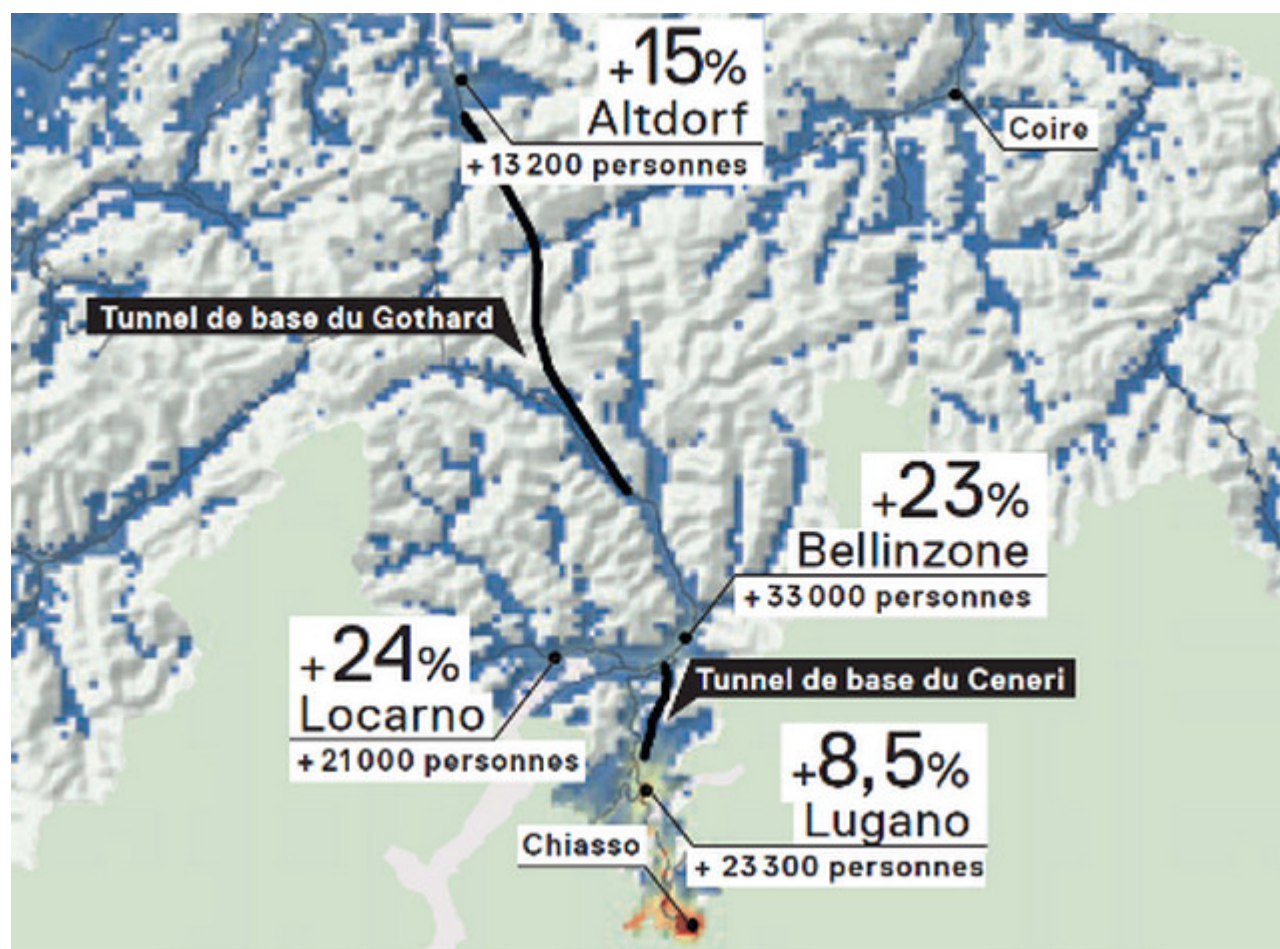 +15%
Altdorf
+ 13 200 personnes
Coire
Tunnel de base du Gothard
+23%
Bellinzone
+ 33 000 personnes
+24%
Locarno
+ 21 000 personnes
Tunnel de base du Ceneri
+8,5%
Lugano
+ 23 300 personnes
Chiasso